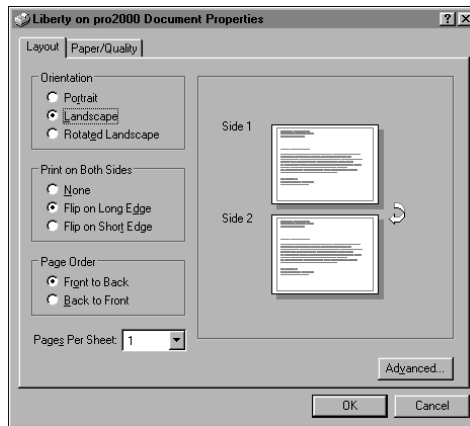 Liberty on pro2000 Document Properties
Layout
Paper/Quality
Orientation
Portrait
Landscape
Rotated Landscape
Print on Both Sides
None
Flip on Long Edge
Flip on Short Edge
Page Order
Front to Back
Back to Front
Pages Per Sheet: 1
Side 1
Side 2
Advanced...
OK
Cancel